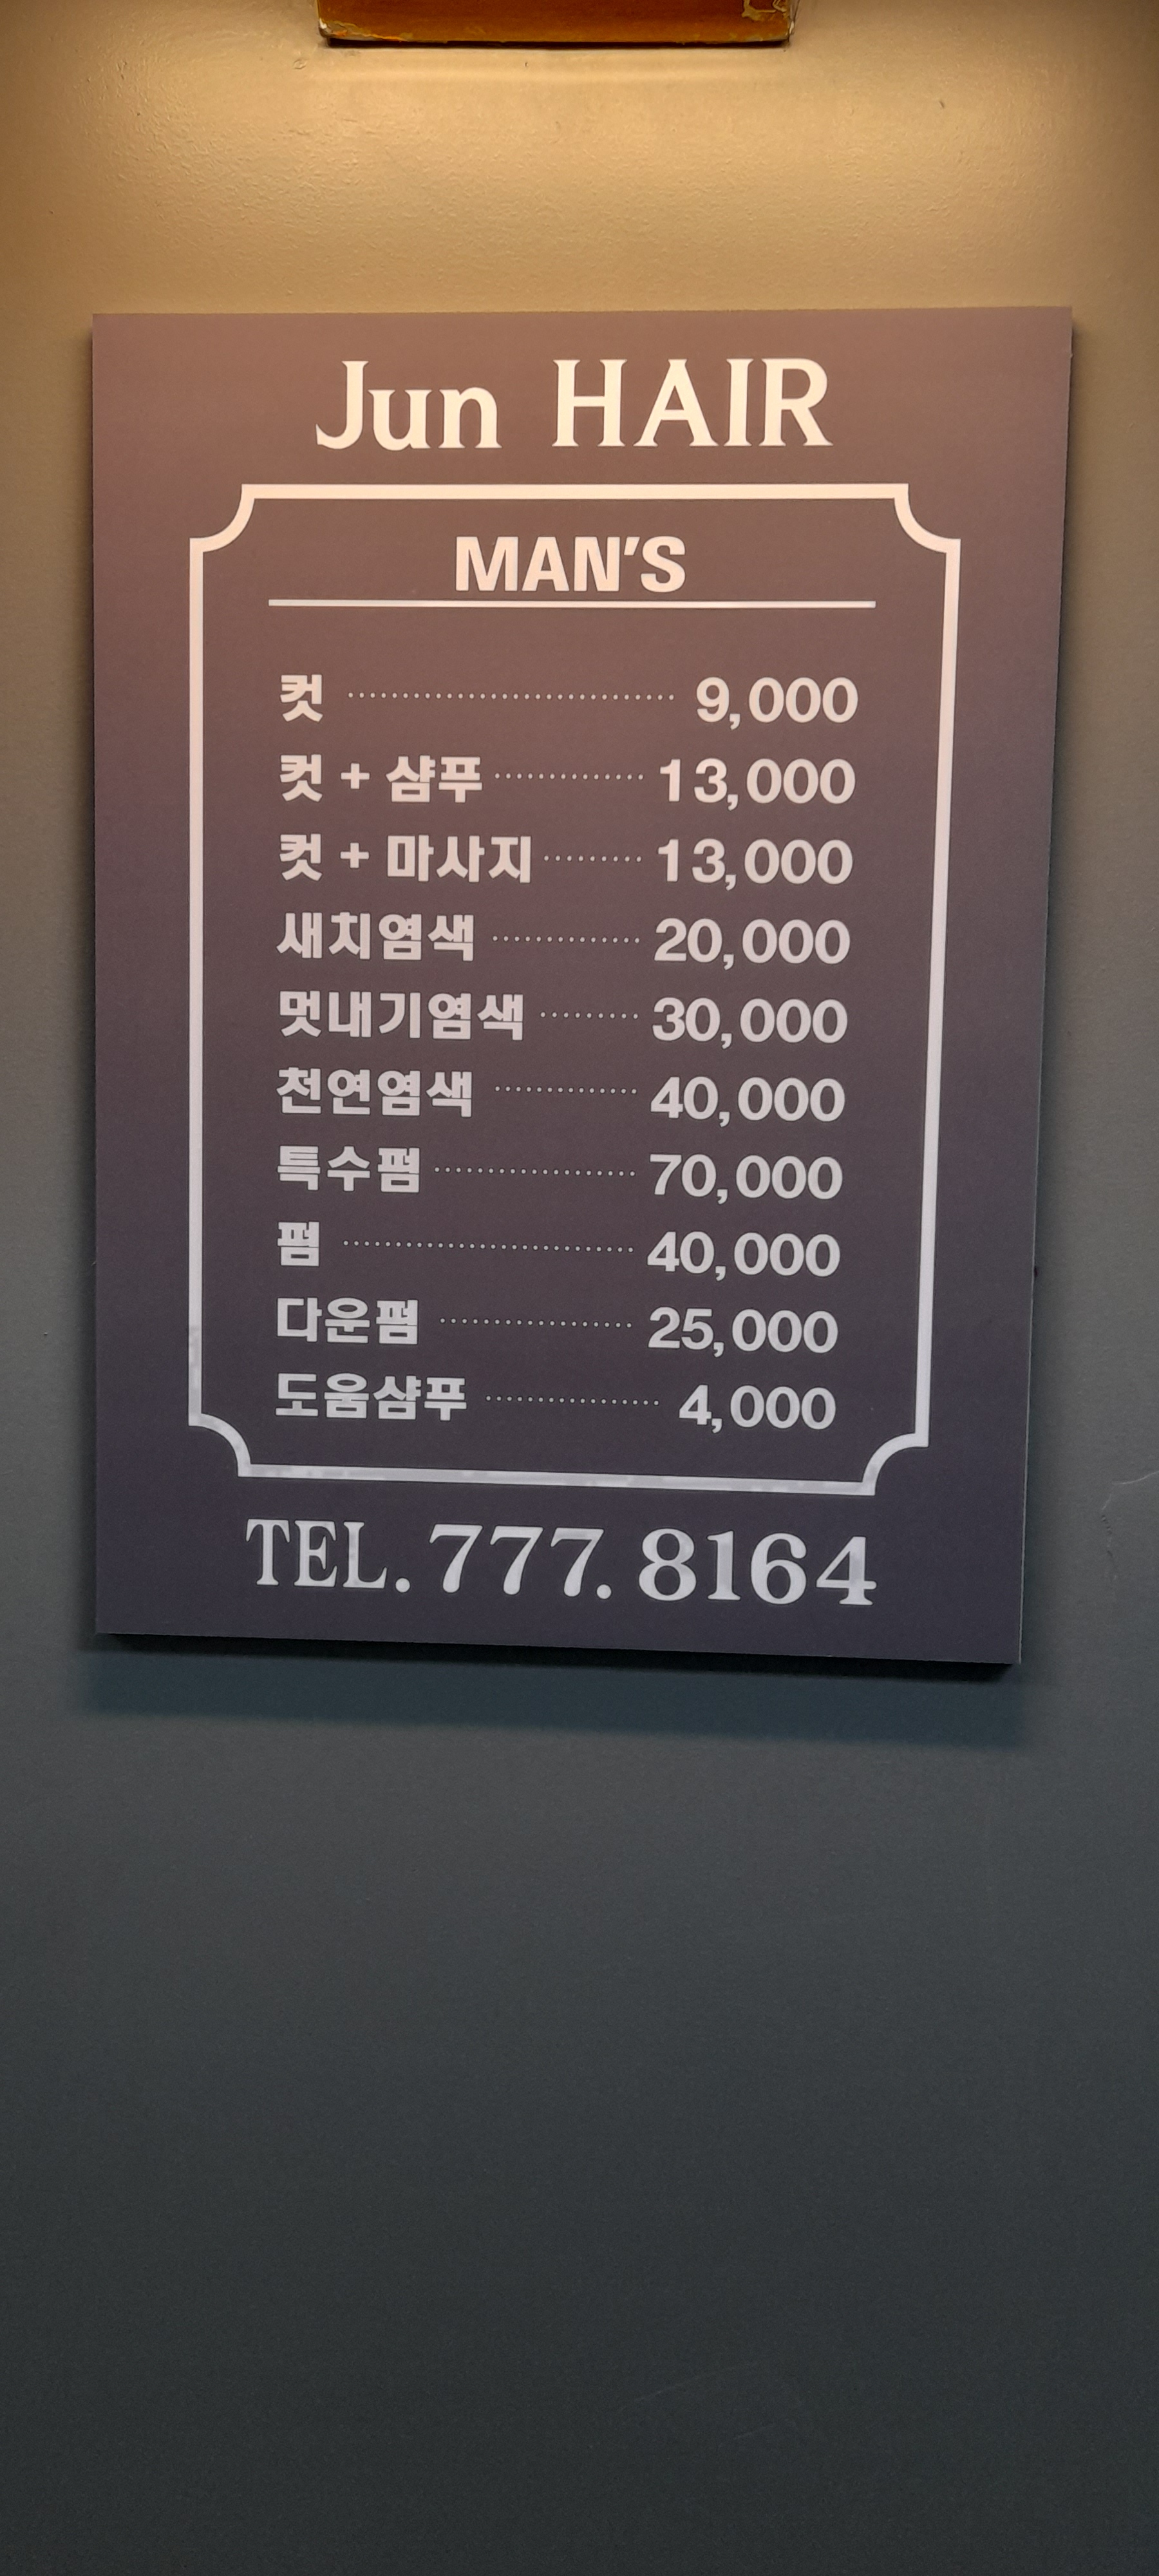 Jun HAIR
MAN'S
컷 9,000
컷 + 샴푸 13,000
컷 + 마사지 13,000
새치염색 20,000
멋내기염색 30,000
천연염색 40,000
특수펌 70,000
펌 40,000
다운펌 25,000
도움샴푸 4,000
TEL. 777. 8164